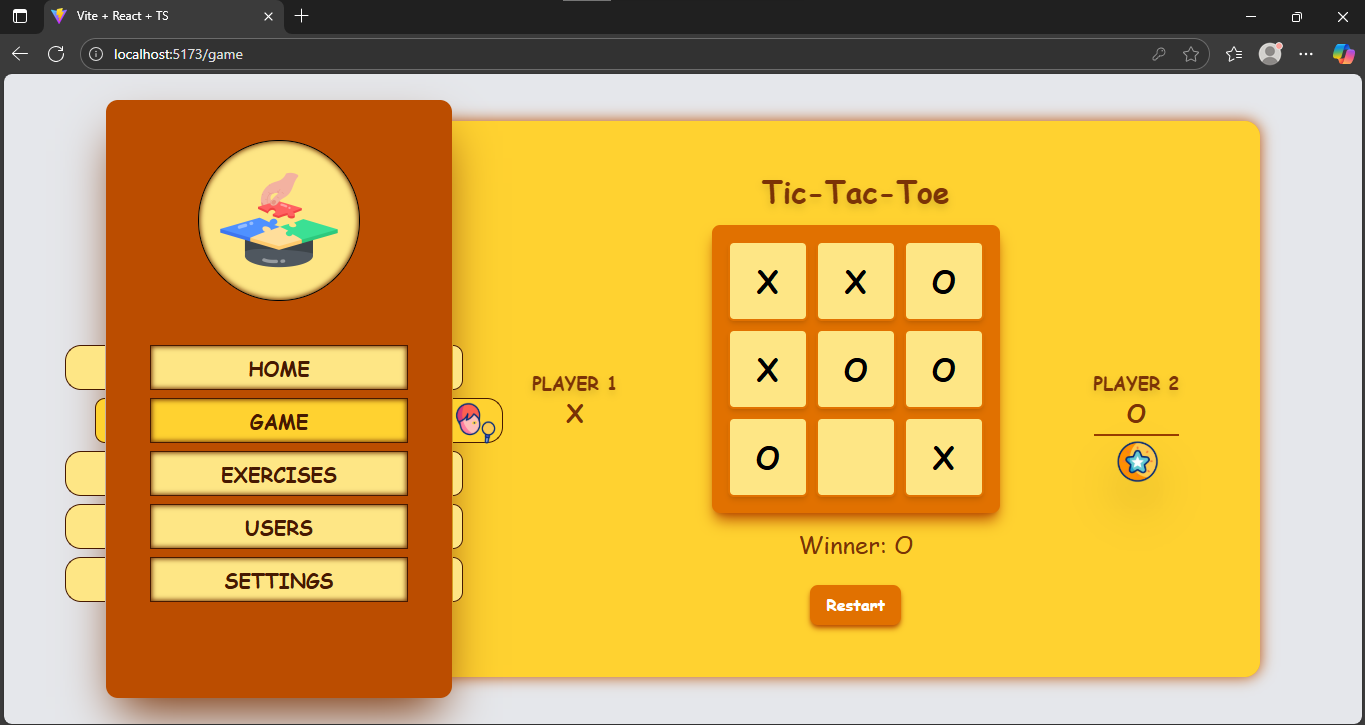 Vite + React + TS
localhost:5173/game
HOME
GAME
EXERCISES
USERS
SETTINGS
PLAYER 1
X
Tic-Tac-Toe
X X O
X O O
O X
Winner: O
Restart
PLAYER 2
O